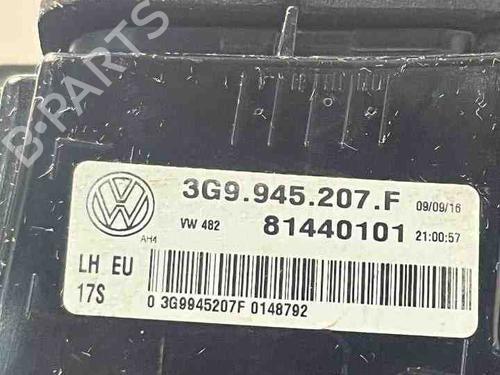 B-PARTS
3G9.945.207.F 09/09/16
VW 482 81440101 21:00:57
AH4
LH EU
17S
0 3G9945207F 0148792